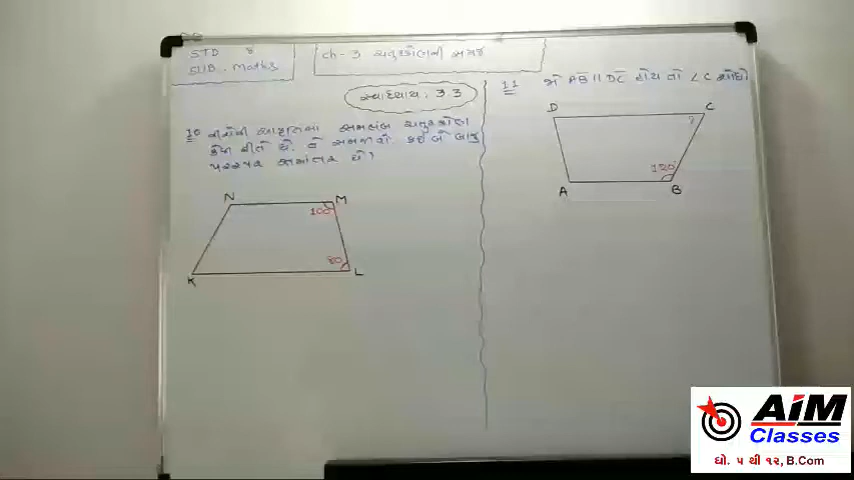 STD ૮
SUB. Maths
ch-3 ચતુષ્કોણની સમજ
સ્વાધ્યાય : 3.3
10 નીચેની આકૃતિમાં સમલંબ ચતુષ્કોણ
કેવી રીતે છે. તે સમજાવો. કઈ બે બાજુ
પરસ્પર સમાંતર છે?
N M
100°
80
K L
11 જો AB || DC હોય તો ∠C શોધો
D C
?
120°
A B
AIM
Classes
ધો. ૫ થી ૧૨, B.Com